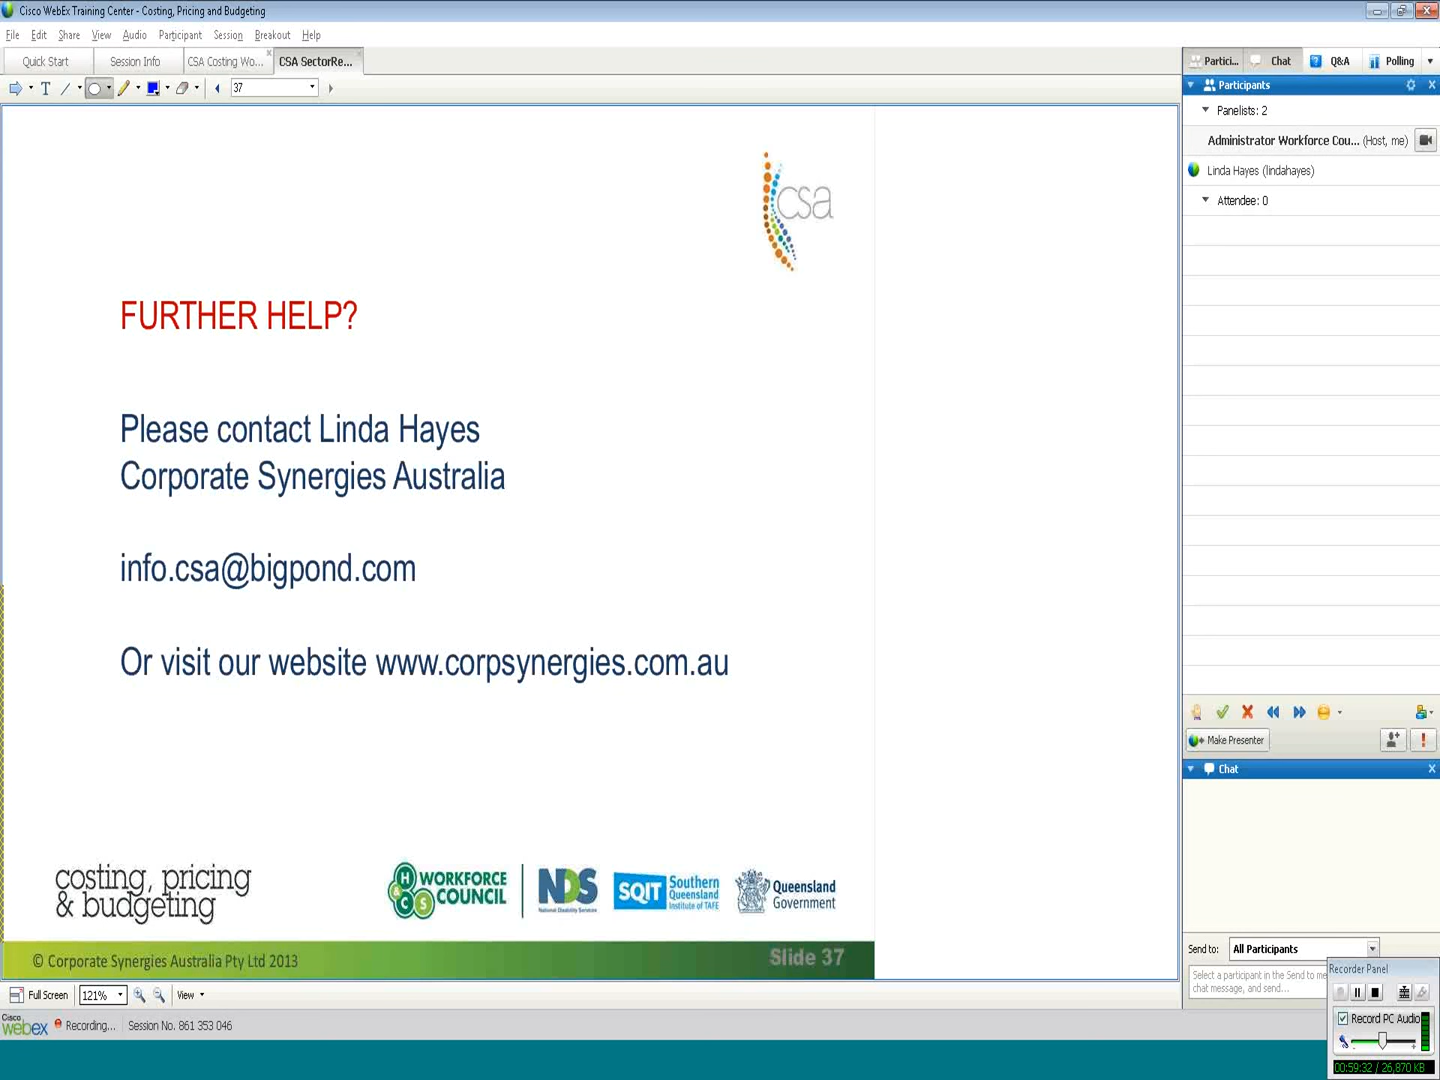 Cisco WebEx Training Center - Costing, Pricing and Budgeting
File Edit Share View Audio Participant Session Breakout Help
Quick Start Session Info CSA Costing Wo... CSA SectorRe...
Partici... Chat Q&A Polling
T 37
Participants
Panelists: 2
Administrator Workforce Cou... (Host, me)
Linda Hayes (lindahayes)
Attendee: 0
csa
FURTHER HELP?
Please contact Linda Hayes
Corporate Synergies Australia
info.csa@bigpond.com
Or visit our website www.corpsynergies.com.au
Make Presenter
Chat
costing, pricing
& budgeting
H & C S WORKFORCE
COUNCIL
NDS
National Disability Services
SQIT Southern
Queensland
Institute of TAFE
Queensland
Government
© Corporate Synergies Australia Pty Ltd 2013
Slide 37
Send to: All Participants
Select a participant in the Send to me
chat message, and send...
Recorder Panel
Record PC Audio
00:59:32 / 26,870 KB
Full Screen 121% View
Cisco
webex Recording... Session No. 861 353 046